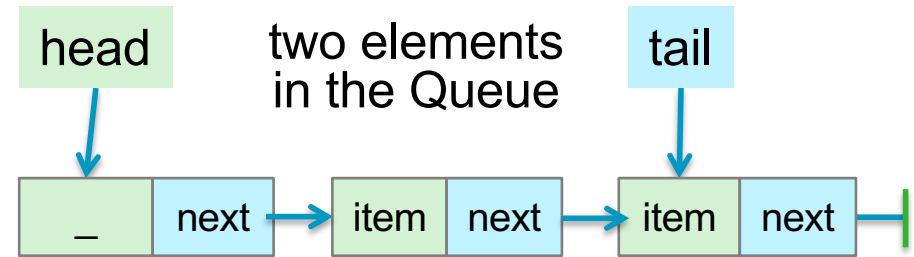 head
two elements
in the Queue
tail
_ next
item next
item next